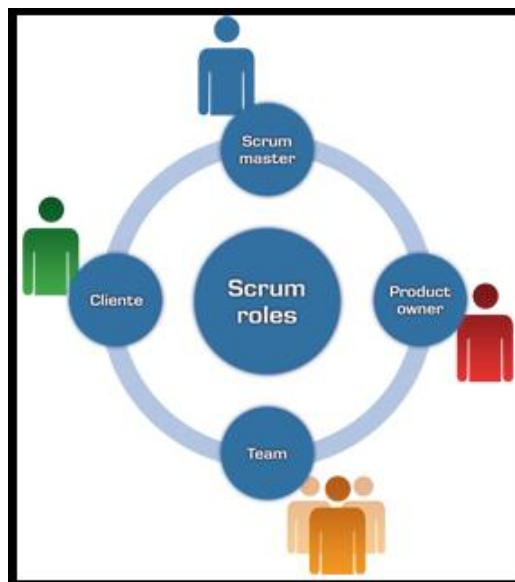 Scrum
master
Cliente
Scrum
roles
Product
owner
Team